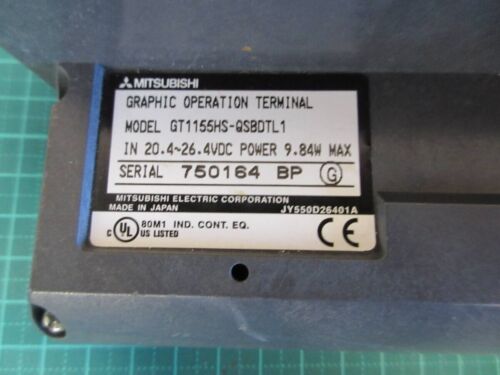 MITSUBISHI
GRAPHIC OPERATION TERMINAL
MODEL GT1155HS-QSBDTL1
IN 20.4~26.4VDC POWER 9.84W MAX
SERIAL 750164 BP G
MITSUBISHI ELECTRIC CORPORATION
MADE IN JAPAN JY550D26401A
C UL US LISTED 80M1 IND. CONT. EQ. CE